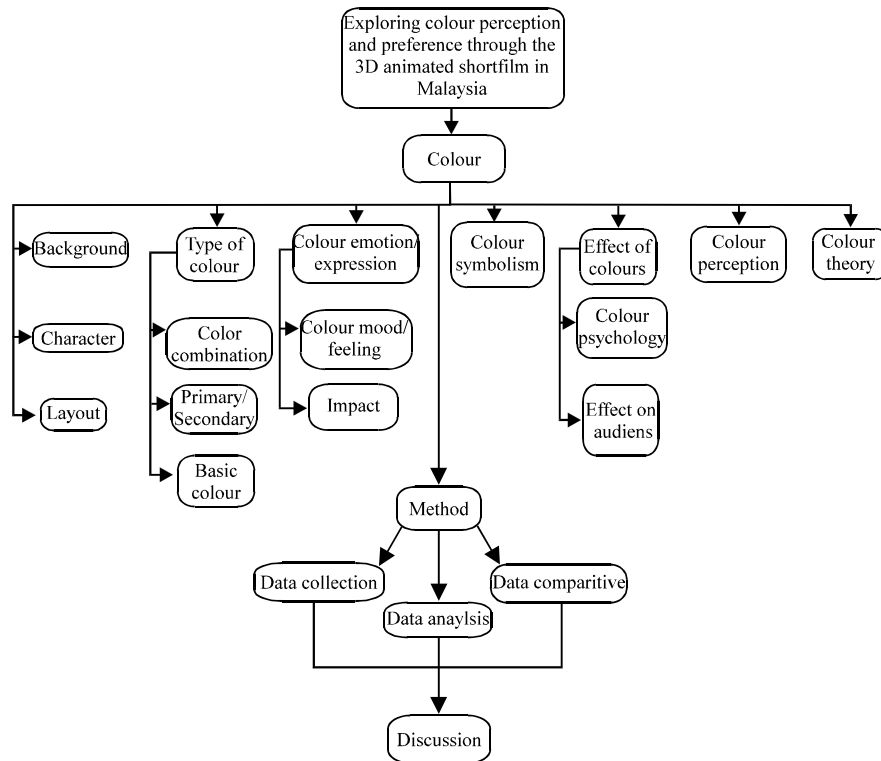 Exploring colour perception
and preference through the
3D animated shortfilm in
Malaysia
Colour
Background
Character
Layout
Type of
colour
Color
combination
Primary/
Secondary
Basic
colour
Colour emotion/
expression
Colour mood/
feeling
Impact
Colour
symbolism
Effect of
colours
Colour
psychology
Effect on
audiens
Colour
perception
Colour
theory
Method
Data collection
Data anaylsis
Data comparitive
Discussion